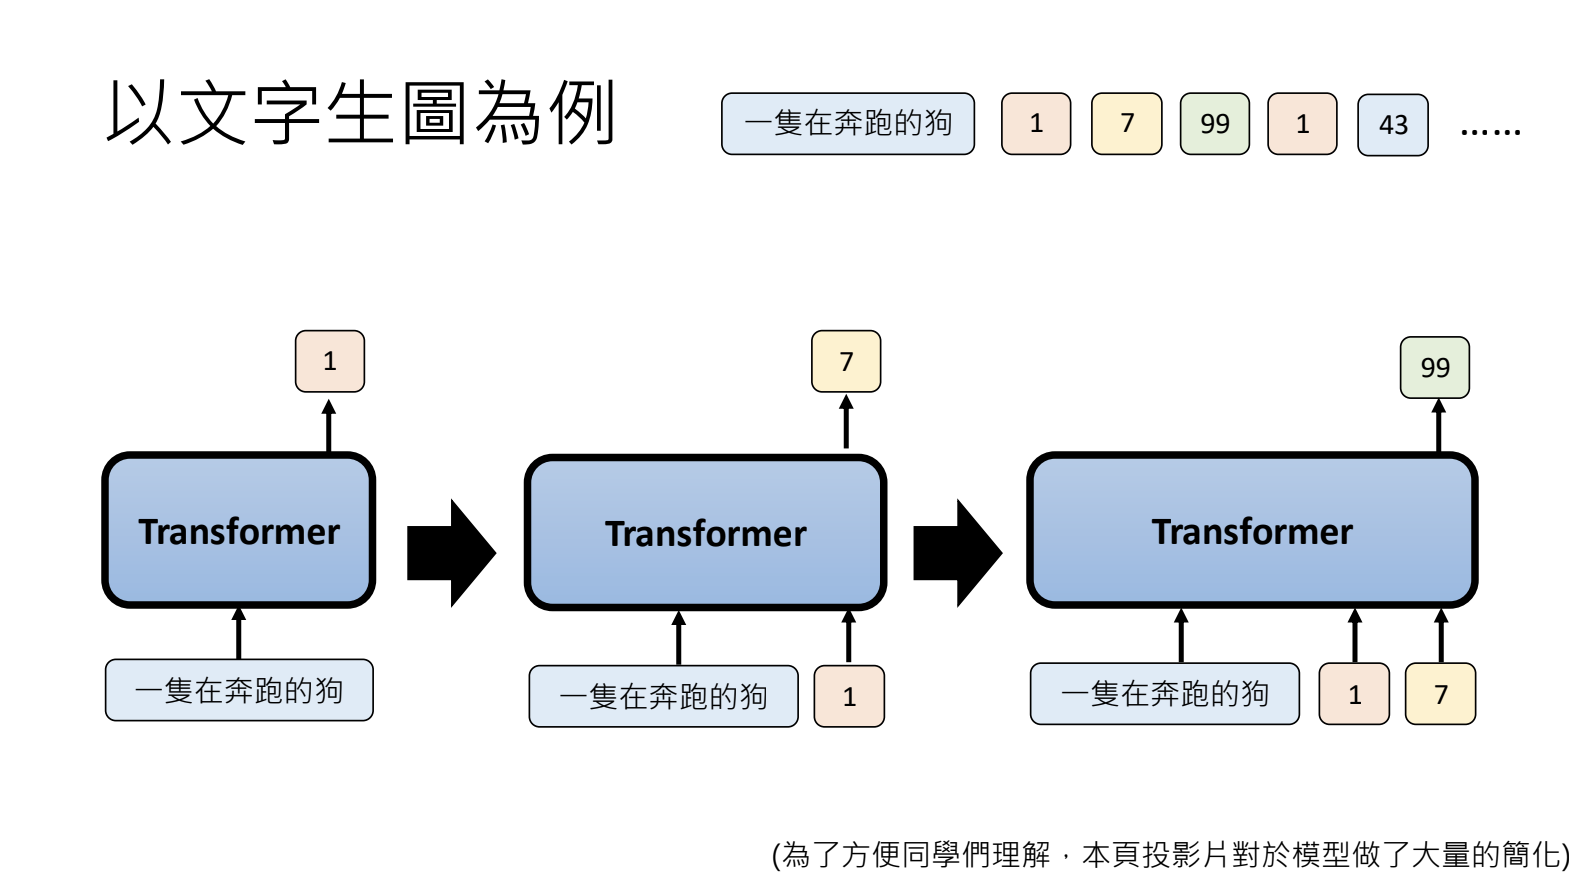 以文字生圖為例
一隻在奔跑的狗 1 7 99 1 43 ......
1 7 99
Transformer Transformer Transformer
一隻在奔跑的狗 一隻在奔跑的狗 1 一隻在奔跑的狗 1 7
(為了方便同學們理解，本頁投影片對於模型做了大量的簡化)